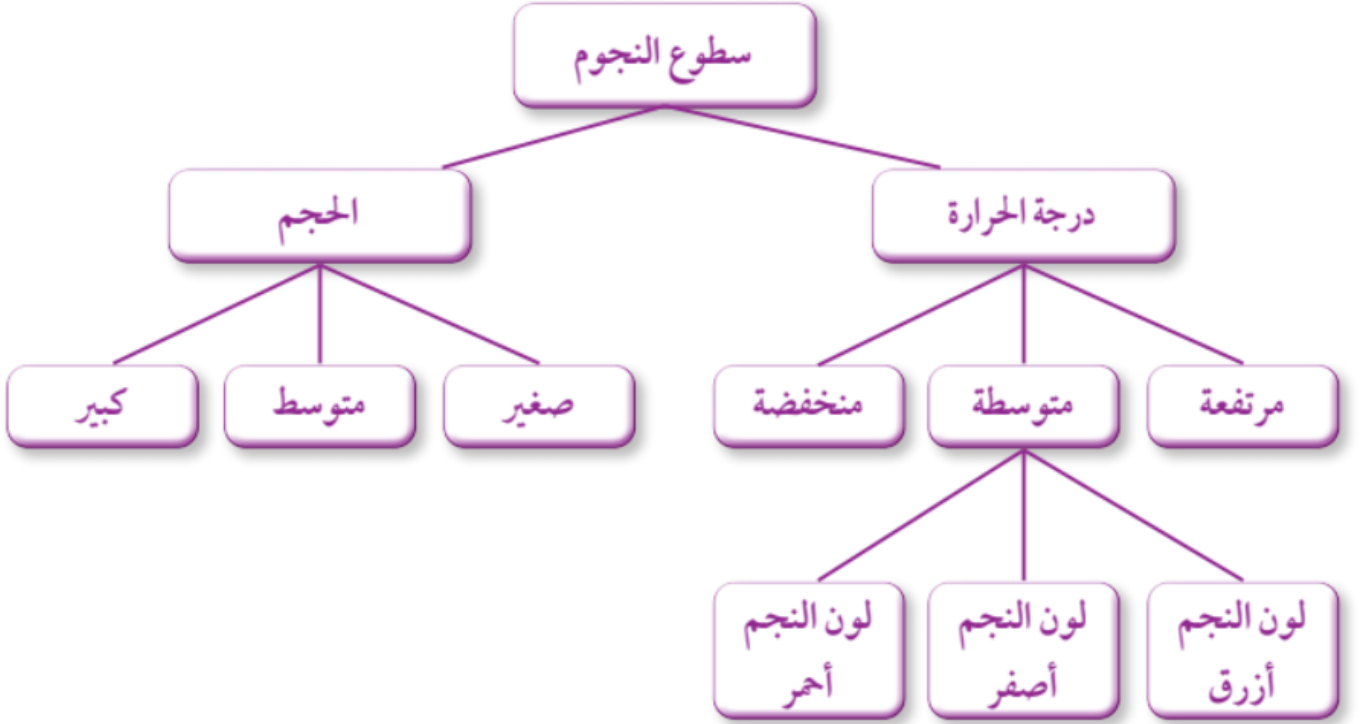 سطوع النجوم
درجة الحرارة
الحجم
مرتفعة
متوسطة
منخفضة
صغير
متوسط
كبير
لون النجم
أزرق
لون النجم
أصفر
لون النجم
أحمر